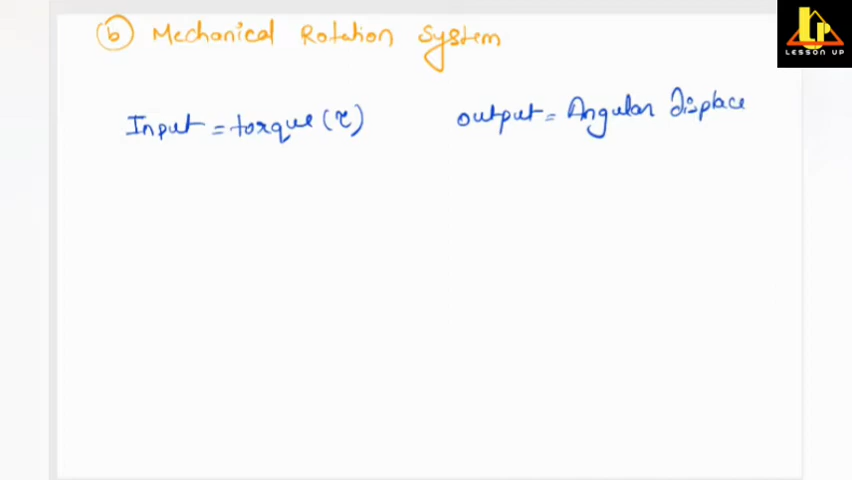 (b) Mechanical Rotation System
Input = torque (τ) output = Angular Displace
LESSON UP